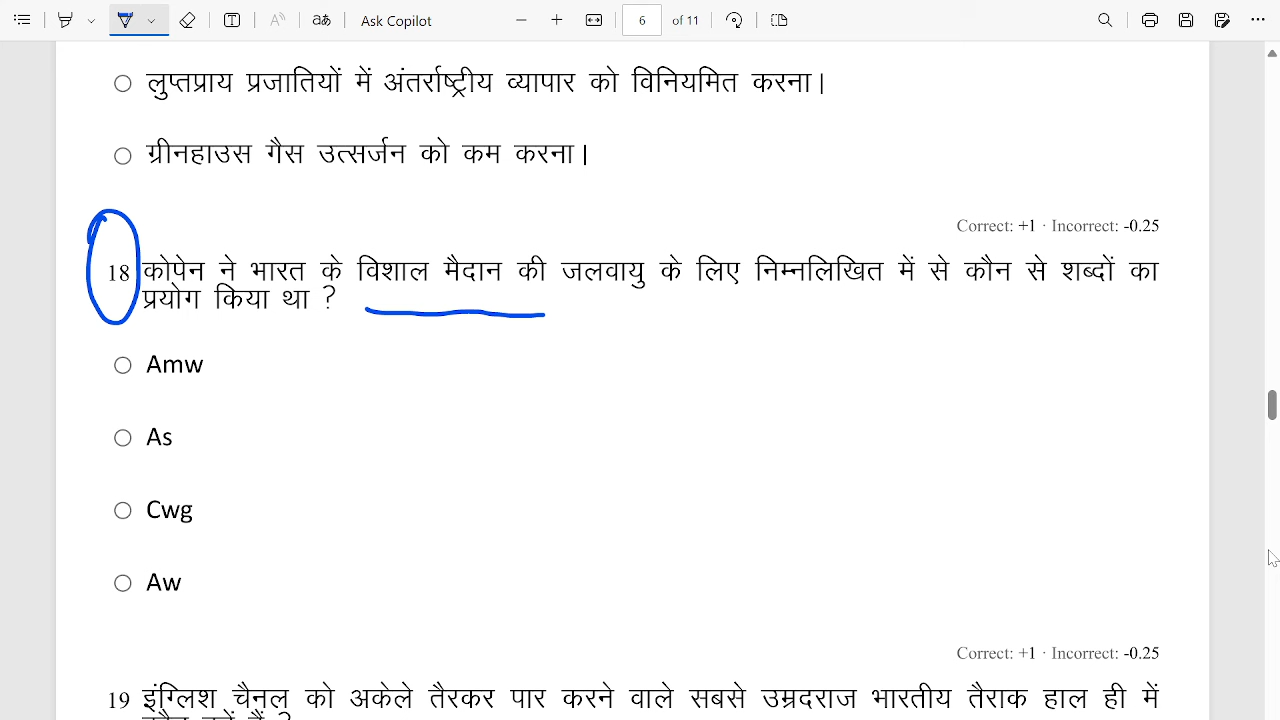 Ask Copilot
6 of 11
लुप्तप्राय प्रजातियों में अंतर्राष्ट्रीय व्यापार को विनियमित करना।
ग्रीनहाउस गैस उत्सर्जन को कम करना।
Correct: +1 · Incorrect: -0.25
18 कोपेन ने भारत के विशाल मैदान की जलवायु के लिए निम्नलिखित में से कौन से शब्दों का
प्रयोग किया था ?
Amw
As
Cwg
Aw
Correct: +1 · Incorrect: -0.25
19 इंग्लिश चैनल को अकेले तैरकर पार करने वाले सबसे उम्रदराज भारतीय तैराक हाल ही में